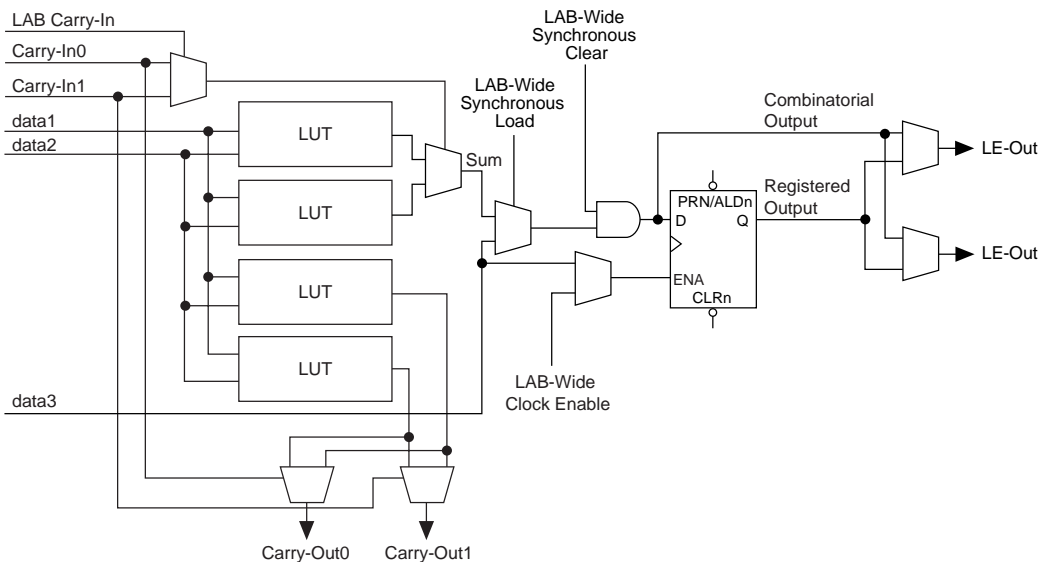 LAB Carry-In
Carry-In0
Carry-In1
data1
data2
data3
LUT
LUT
LUT
LUT
Sum
LAB-Wide
Synchronous
Load
LAB-Wide
Synchronous
Clear
LAB-Wide
Clock Enable
PRN/ALDn
D
Q
ENA
CLRn
Combinatorial
Output
Registered
Output
LE-Out
LE-Out
Carry-Out0
Carry-Out1